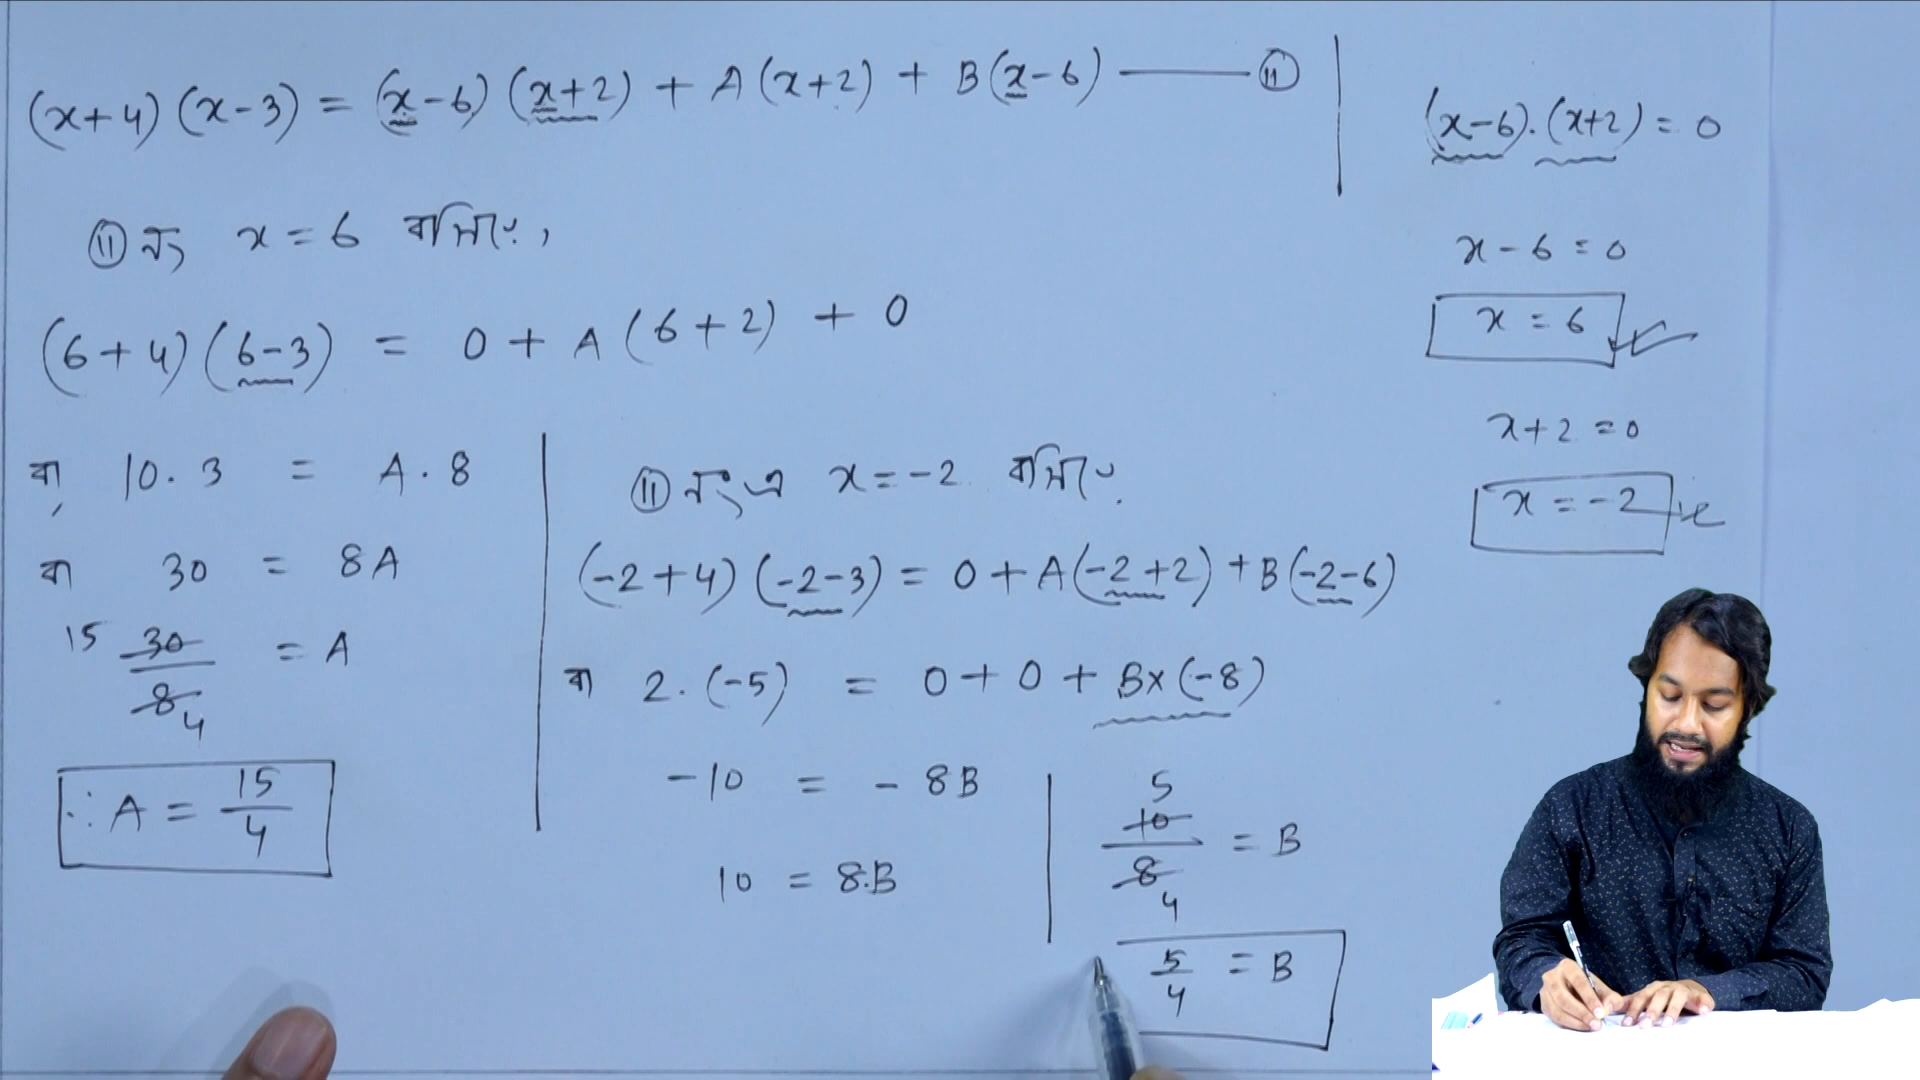 (x+4)(x-3) = (x-6)(x+2) + A(x+2) + B(x-6) —— (ii)
(ii) নং x = 6 বসিয়ে,
(6+4)(6-3) = 0 + A(6+2) + 0
বা, 10.3 = A.8
বা 30 = 8A
15 30/8 4 = A
∴ A = 15/4
(ii) নংএ x = -2 বসিয়ে,
(-2+4)(-2-3) = 0 + A(-2+2) + B(-2-6)
বা 2.(-5) = 0 + 0 + B×(-8)
-10 = - 8B
10 = 8.B
5 10/8 4 = B
5/4 = B
(x-6).(x+2) = 0
x - 6 = 0
x = 6
x+2 = 0
x = -2